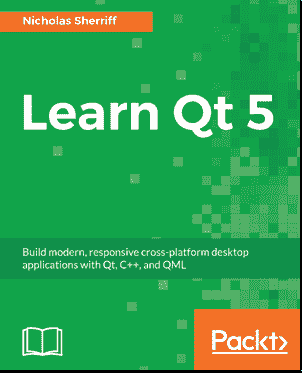 Nicholas Sherriff
Learn Qt 5
Build modern, responsive cross-platform desktop
applications with Qt, C++, and QML
Packt>